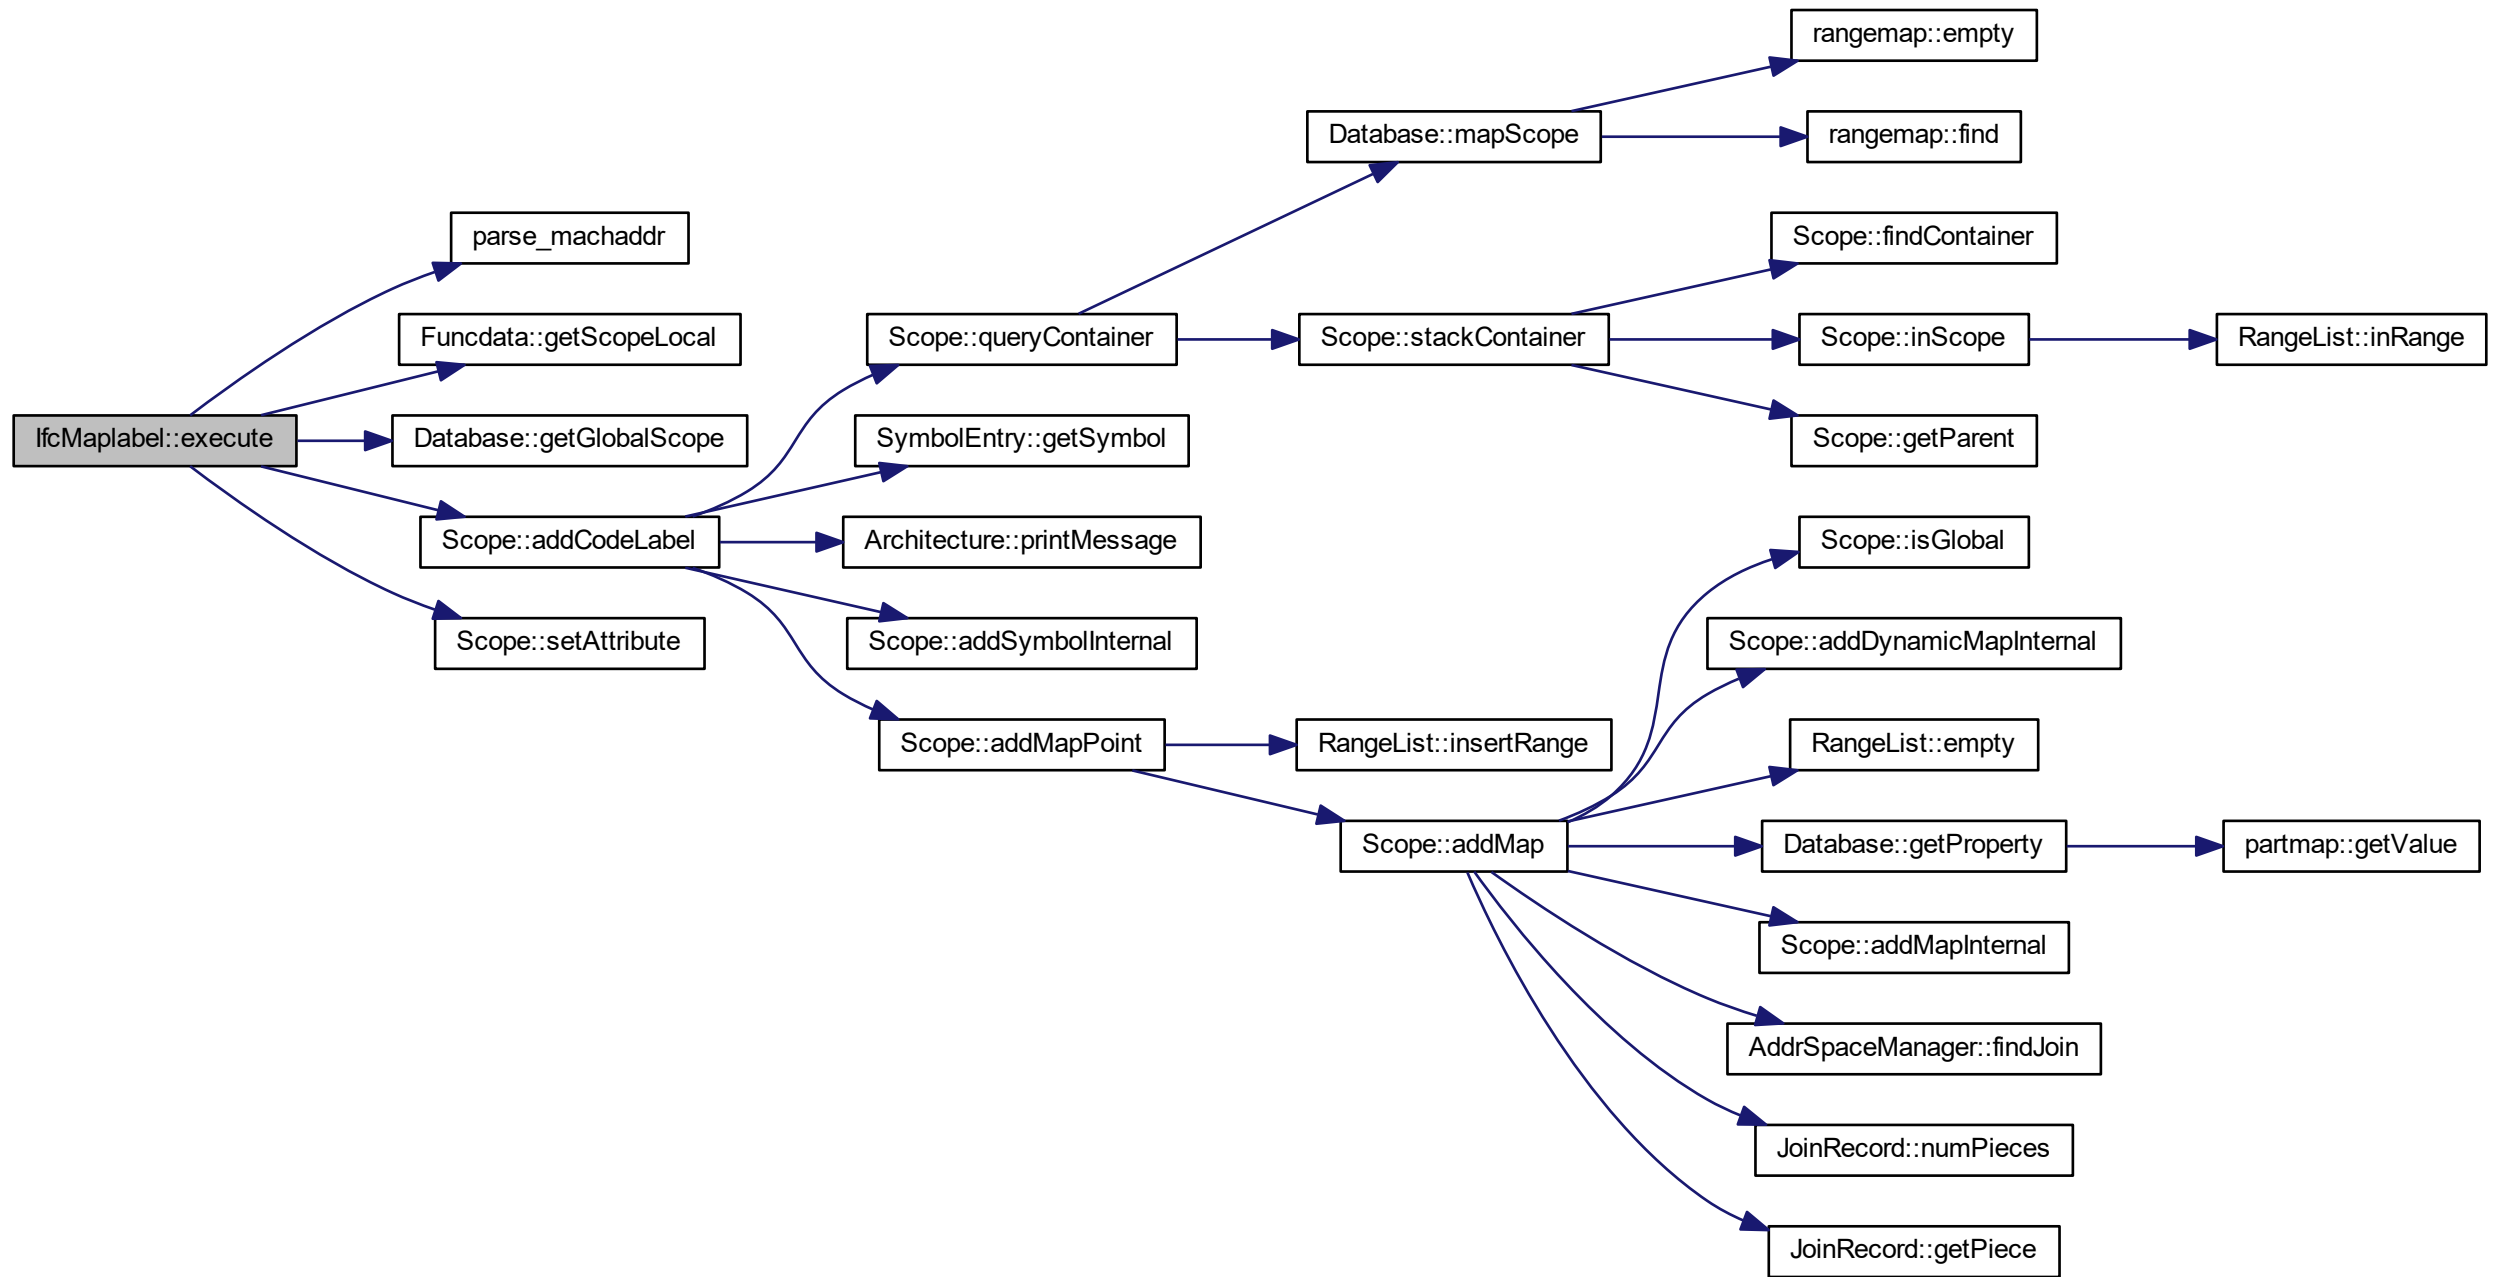 rangemap::empty
Database::mapScope
rangemap::find
parse_machaddr
Scope::findContainer
Funcdata::getScopeLocal
Scope::queryContainer
Scope::stackContainer
Scope::inScope
RangeList::inRange
IfcMaplabel::execute
Database::getGlobalScope
SymbolEntry::getSymbol
Scope::getParent
Scope::addCodeLabel
Architecture::printMessage
Scope::isGlobal
Scope::setAttribute
Scope::addSymbolInternal
Scope::addDynamicMapInternal
Scope::addMapPoint
RangeList::insertRange
RangeList::empty
Scope::addMap
Database::getProperty
partmap::getValue
Scope::addMapInternal
AddrSpaceManager::findJoin
JoinRecord::numPieces
JoinRecord::getPiece